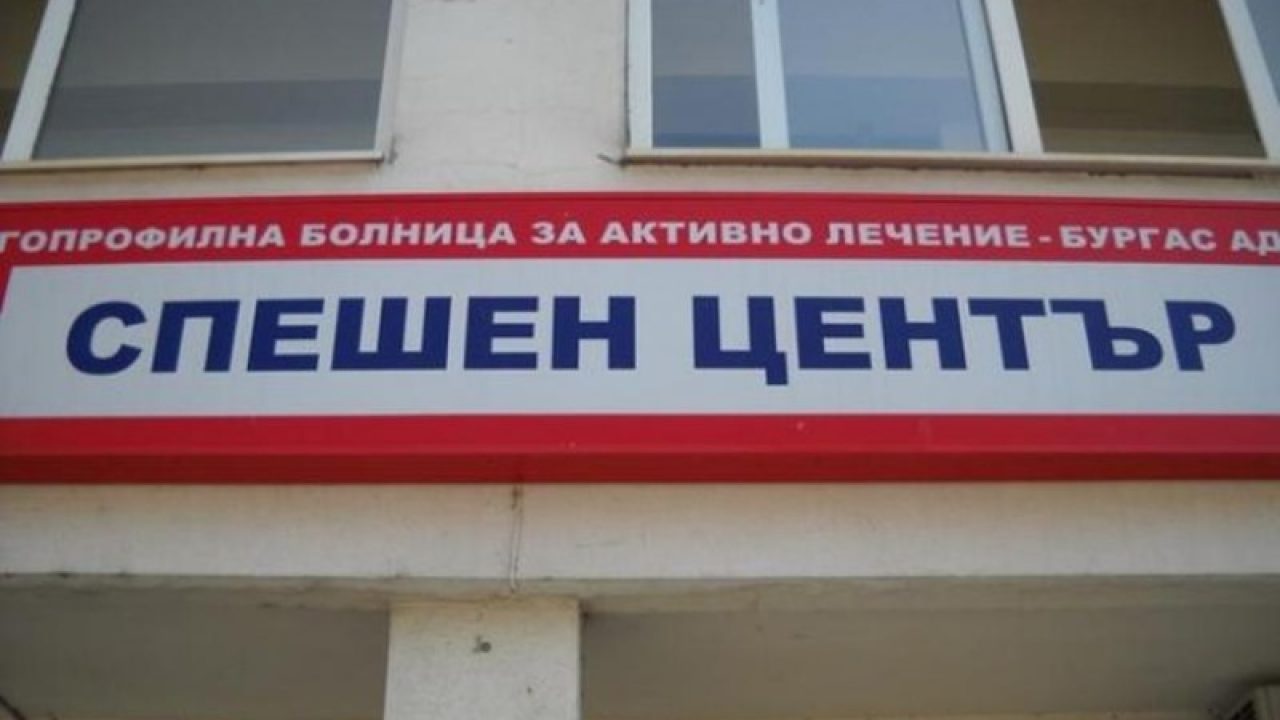 ГОПРОФИЛНА БОЛНИЦА ЗА АКТИВНО ЛЕЧЕНИЕ - БУРГАС АД
СПЕШЕН ЦЕНТЪР